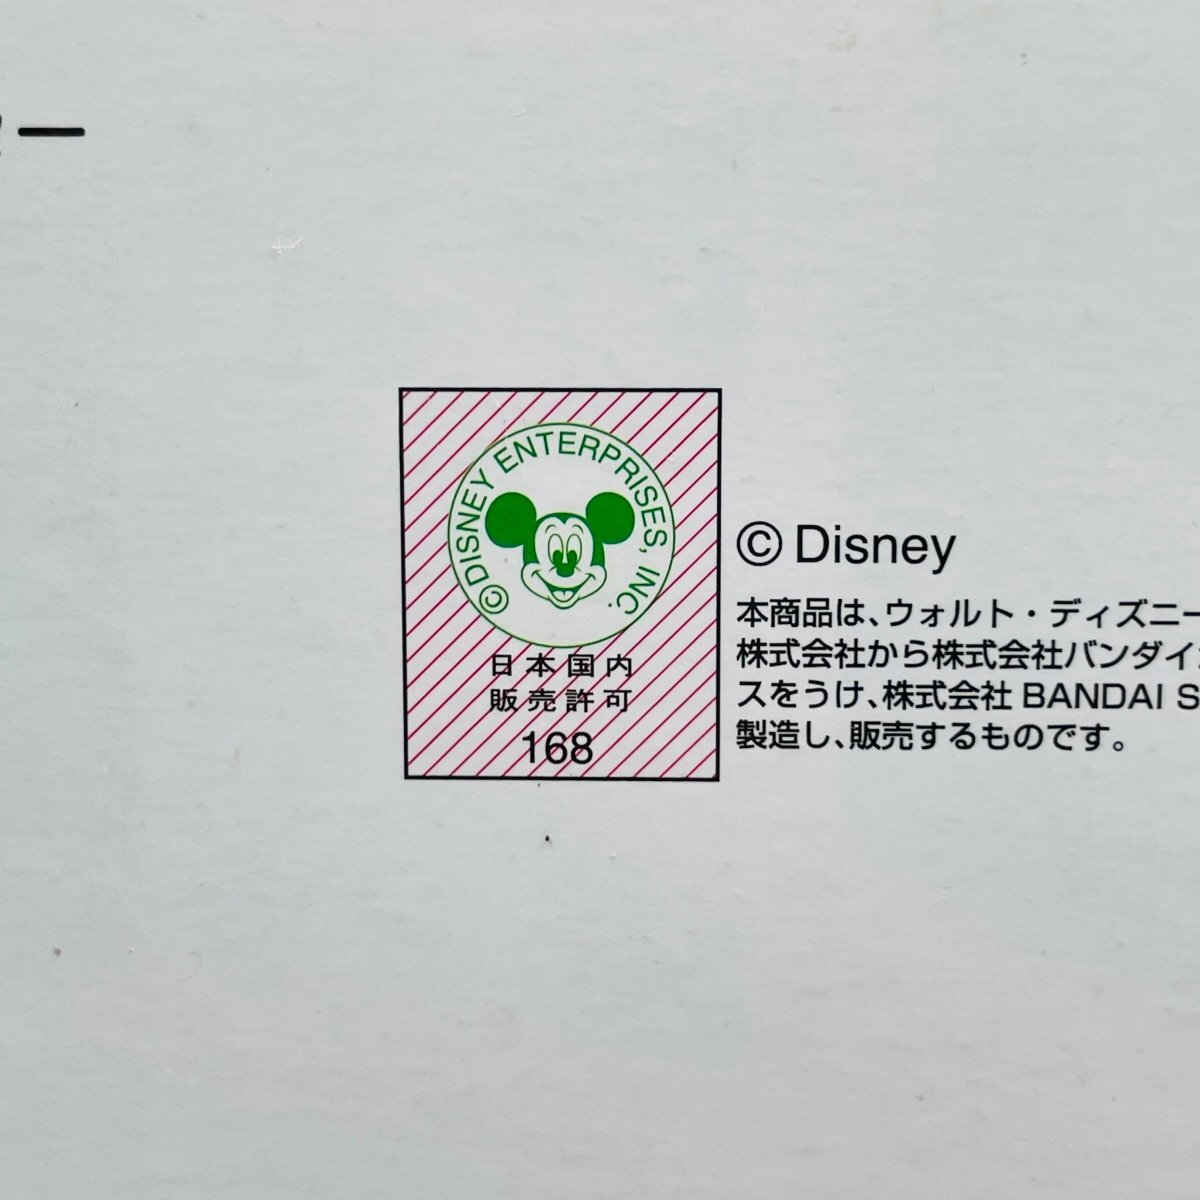 ー
©DISNEY ENTERPRISES, INC.
日本国内
販売許可
168
© Disney
本商品は、ウォルト・ディズニー
株式会社から株式会社バンダイ
スをうけ、株式会社 BANDAI S
製造し、販売するものです。